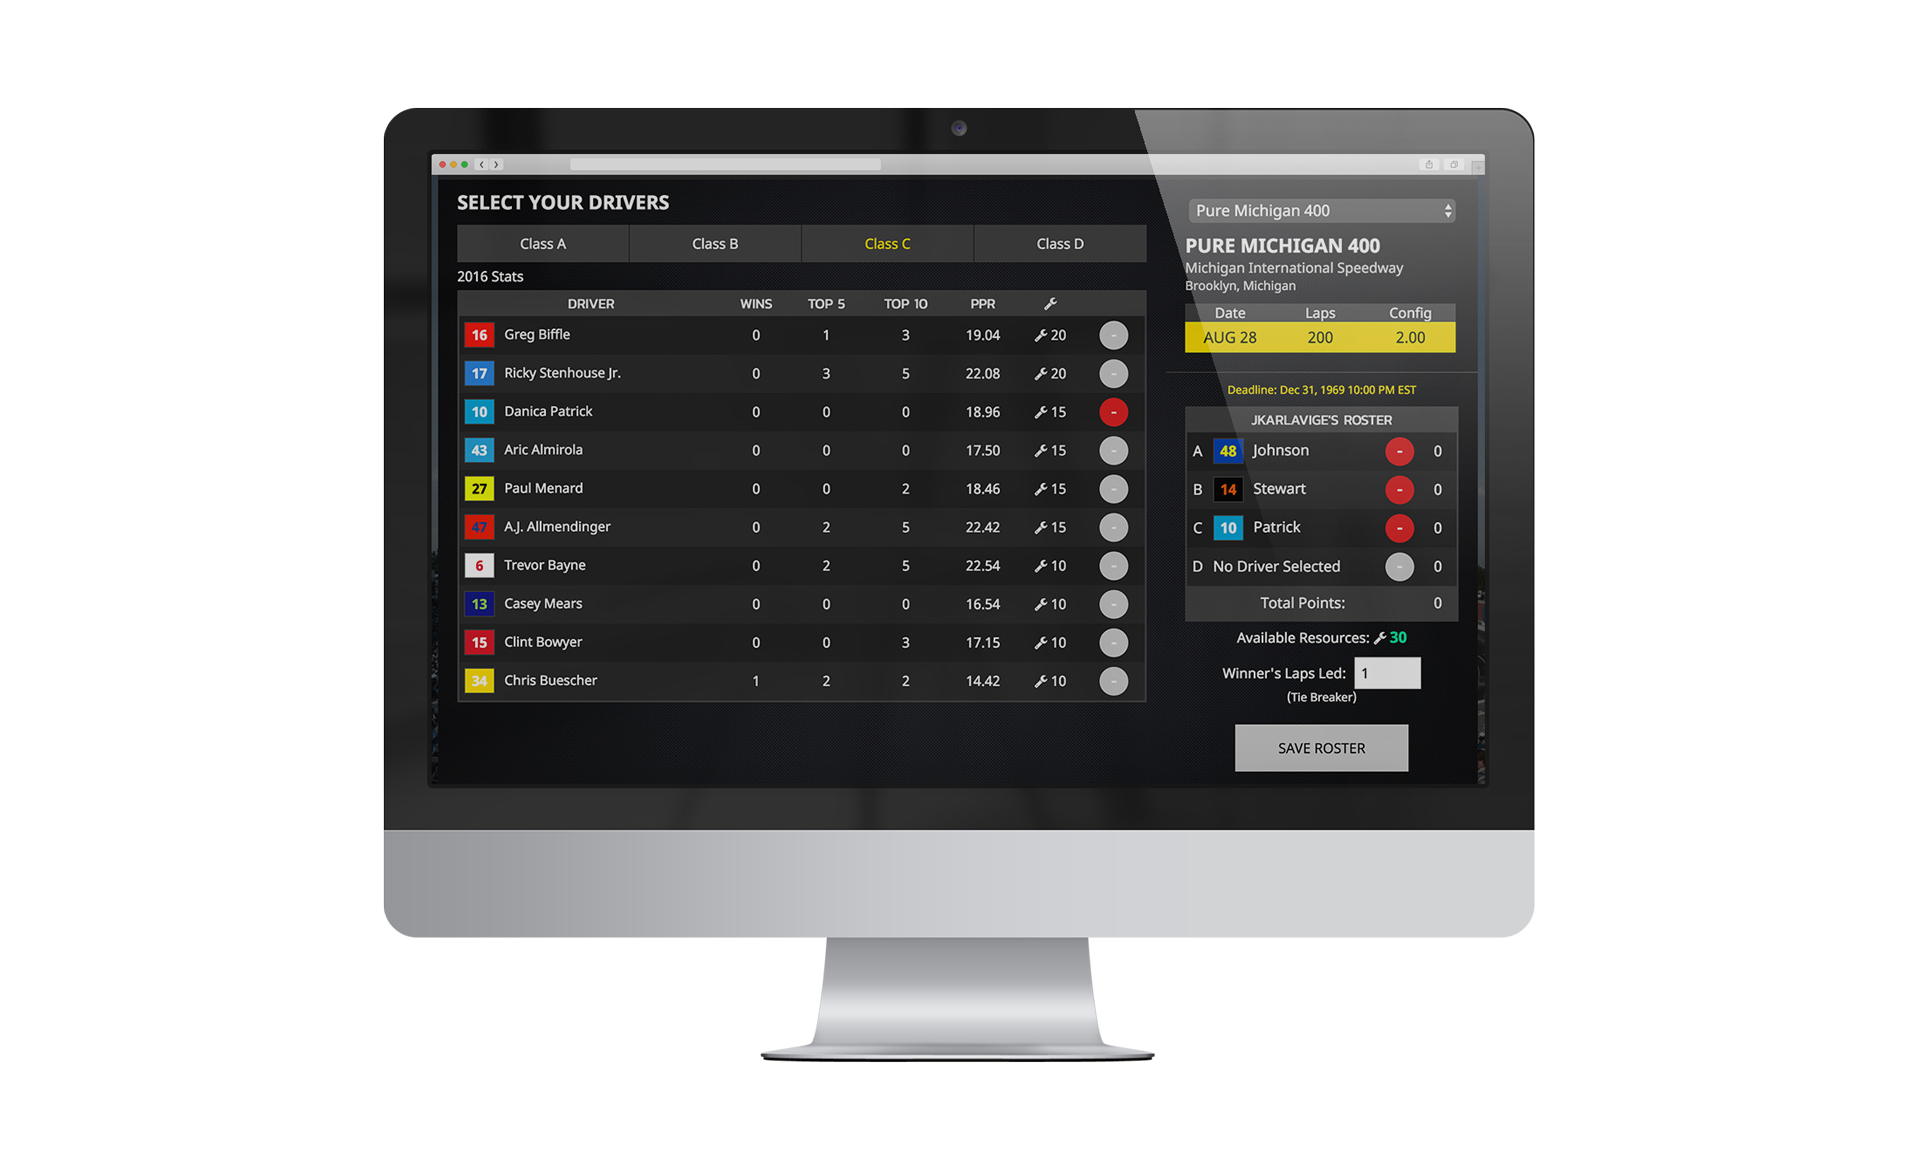 SELECT YOUR DRIVERS
Class A Class B Class C Class D
2016 Stats
DRIVER WINS TOP 5 TOP 10 PPR
16 Greg Biffle 0 1 3 19.04 20 -
17 Ricky Stenhouse Jr. 0 3 5 22.08 20 -
10 Danica Patrick 0 0 0 18.96 15 -
43 Aric Almirola 0 0 0 17.50 15 -
27 Paul Menard 0 0 2 18.46 15 -
47 A.J. Allmendinger 0 2 5 22.42 15 -
6 Trevor Bayne 0 2 5 22.54 10 -
13 Casey Mears 0 0 0 16.54 10 -
15 Clint Bowyer 0 0 3 17.15 10 -
34 Chris Buescher 1 2 2 14.42 10 -
Pure Michigan 400
PURE MICHIGAN 400
Michigan International Speedway
Brooklyn, Michigan
Date Laps Config
AUG 28 200 2.00
Deadline: Dec 31, 1969 10:00 PM EST
JKARLAVIGE'S ROSTER
A 48 Johnson - 0
B 14 Stewart - 0
C 10 Patrick - 0
D No Driver Selected - 0
Total Points: 0
Available Resources: 30
Winner's Laps Led: 1
(Tie Breaker)
SAVE ROSTER